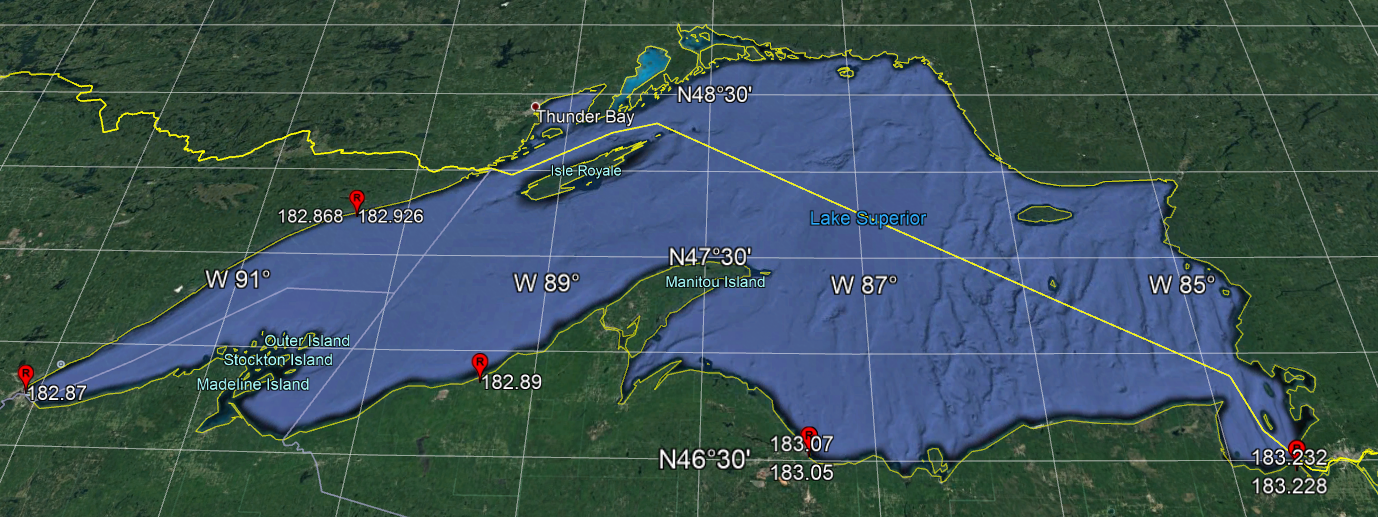 N48°30'
Thunder Bay
Isle Royale
182.868
182.926
Lake Superior
N47°30'
W 91°
W 89°
Manitou Island
W 87°
W 85°
Outer Island
Stockton Island
182.89
Madeline Island
182.87
183.07
N46°30'
183.232
183.05
183.228
R
R
R
R